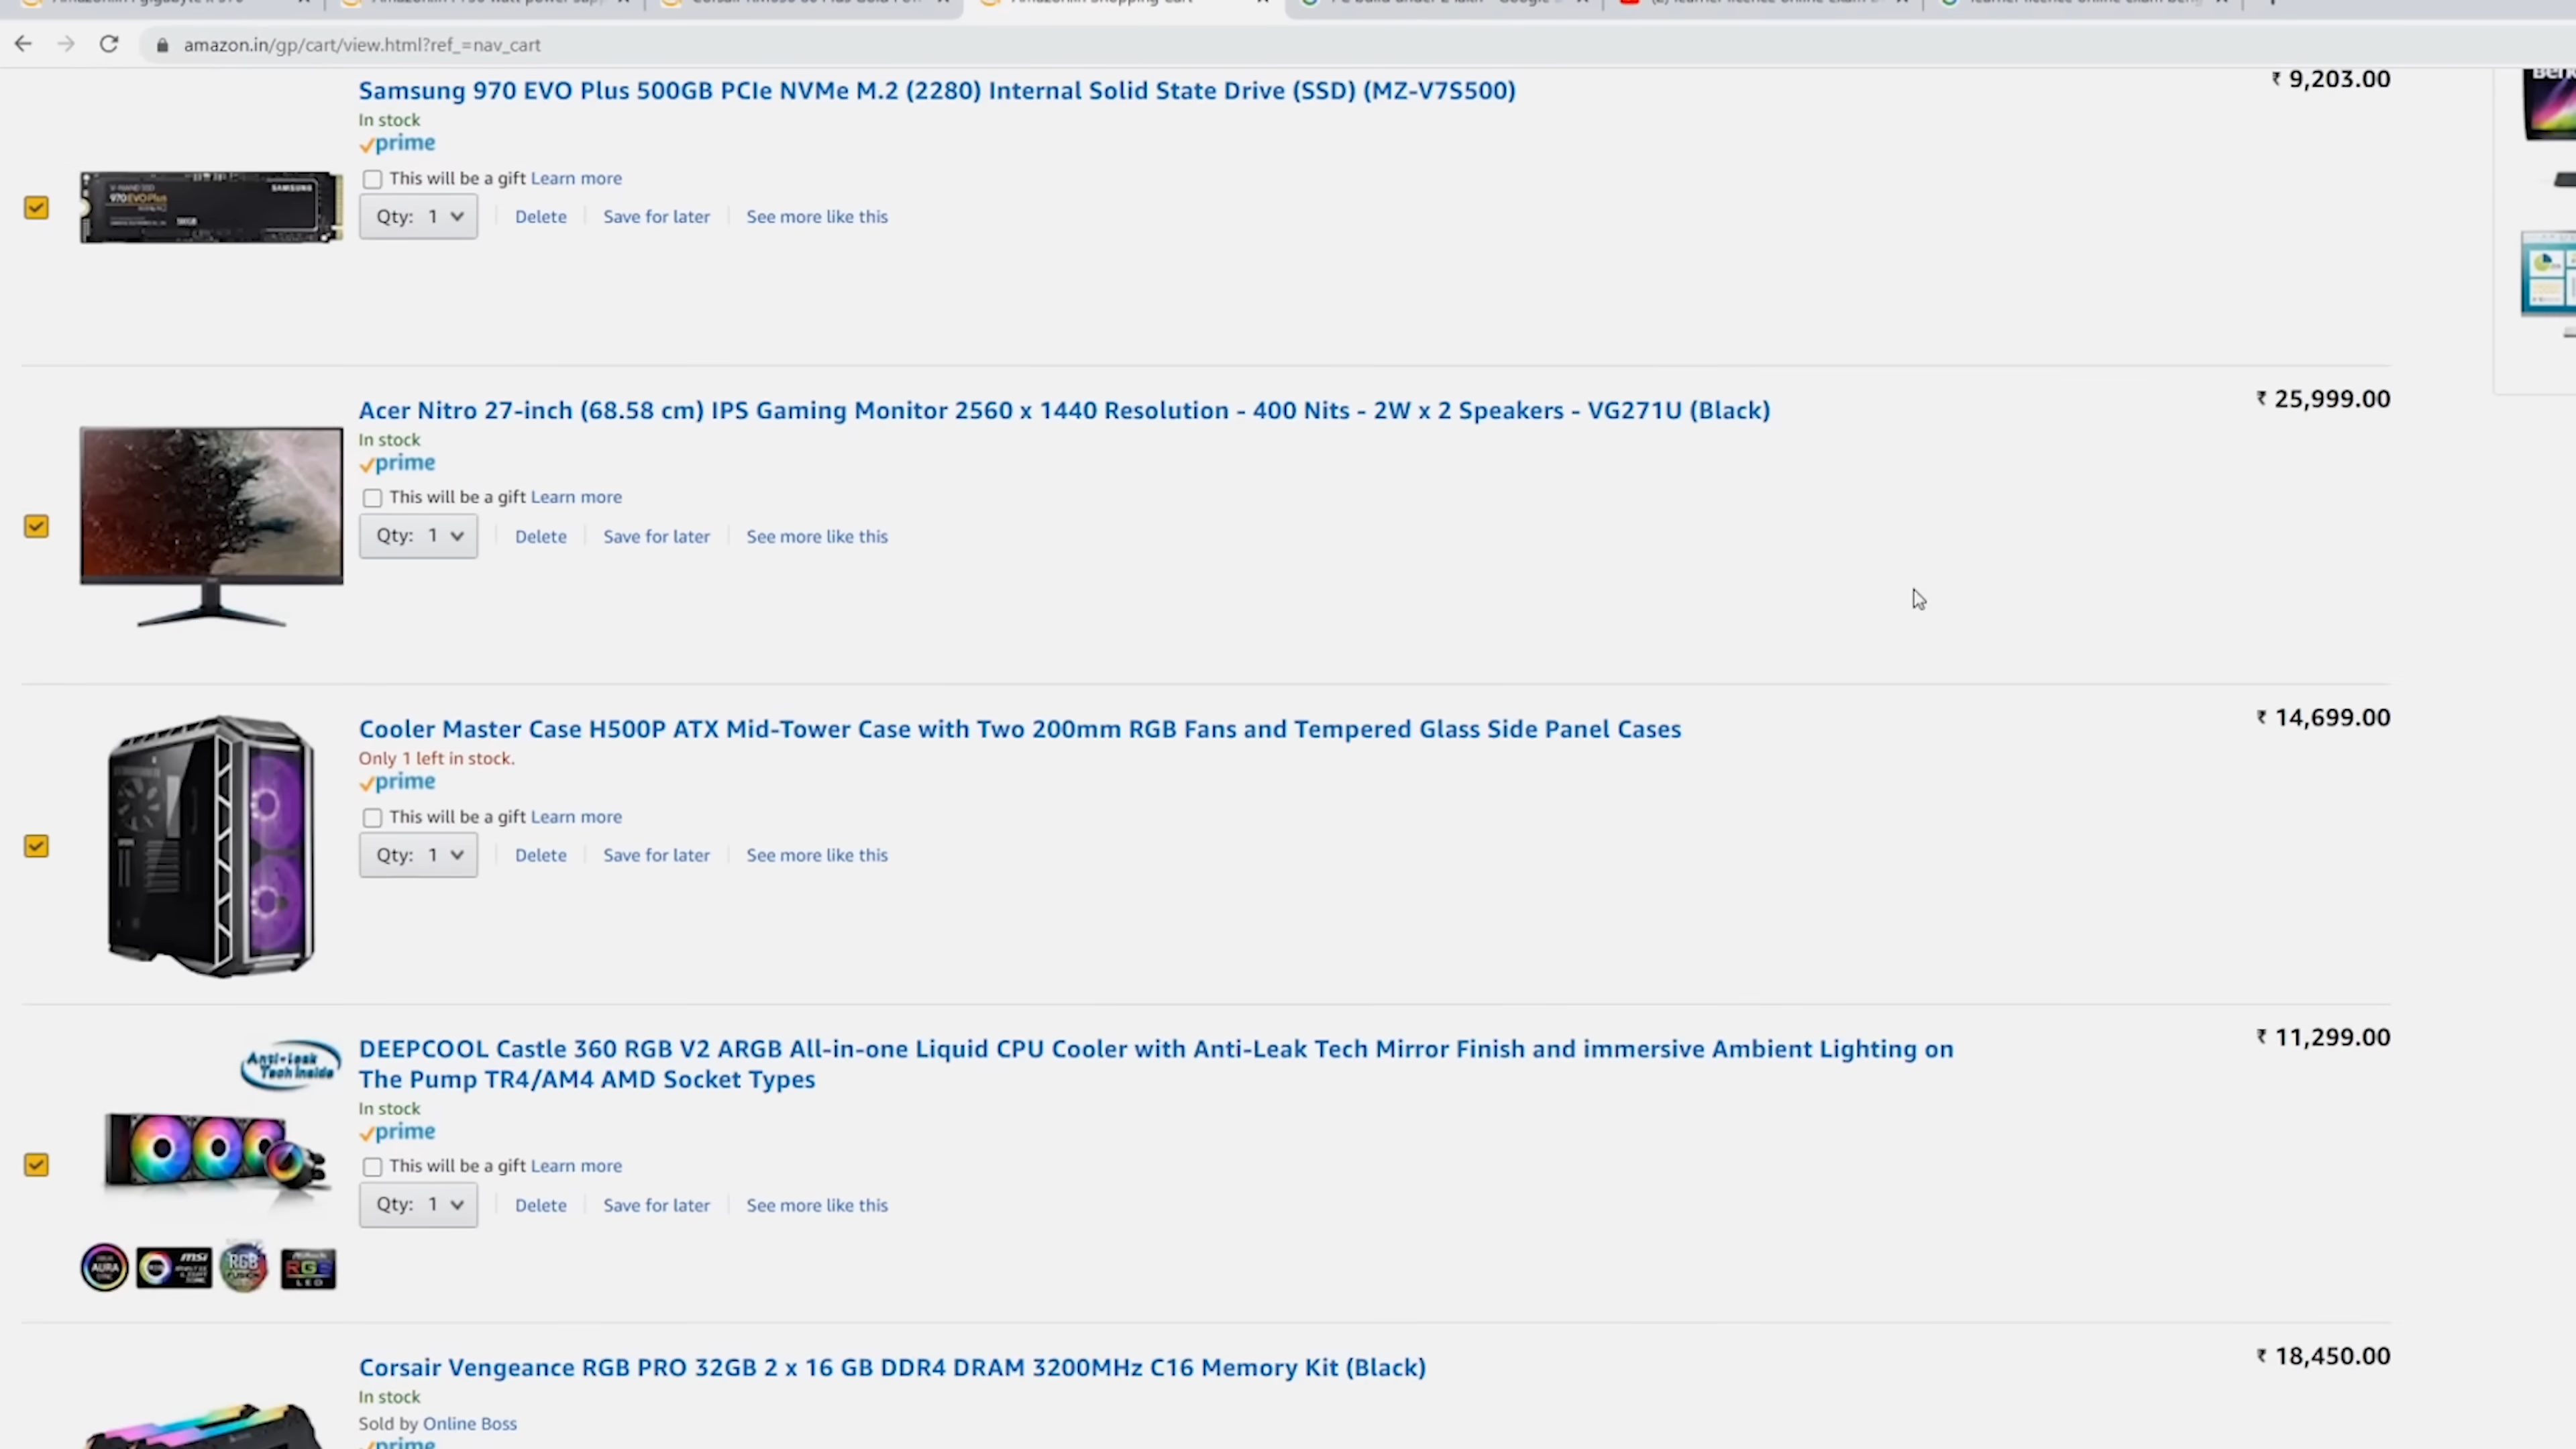 amazon.in/gp/cart/view.html?ref_=nav_cart
Samsung 970 EVO Plus 500GB PCIe NVMe M.2 (2280) Internal Solid State Drive (SSD) (MZ-V7S500)
₹ 9,203.00
In stock
prime
This will be a gift Learn more
Qty: 1 Delete Save for later See more like this
SAMSUNG
970 EVO Plus
Acer Nitro 27-inch (68.58 cm) IPS Gaming Monitor 2560 x 1440 Resolution - 400 Nits - 2W x 2 Speakers - VG271U (Black)
₹ 25,999.00
In stock
prime
This will be a gift Learn more
Qty: 1 Delete Save for later See more like this
Cooler Master Case H500P ATX Mid-Tower Case with Two 200mm RGB Fans and Tempered Glass Side Panel Cases
₹ 14,699.00
Only 1 left in stock.
prime
This will be a gift Learn more
Qty: 1 Delete Save for later See more like this
Anti-leak
Tech Inside
DEEPCOOL Castle 360 RGB V2 ARGB All-in-one Liquid CPU Cooler with Anti-Leak Tech Mirror Finish and immersive Ambient Lighting on
The Pump TR4/AM4 AMD Socket Types
₹ 11,299.00
In stock
prime
This will be a gift Learn more
Qty: 1 Delete Save for later See more like this
AURA
msi
RGB
RGB
LED
Corsair Vengeance RGB PRO 32GB 2 x 16 GB DDR4 DRAM 3200MHz C16 Memory Kit (Black)
₹ 18,450.00
In stock
Sold by Online Boss
prime